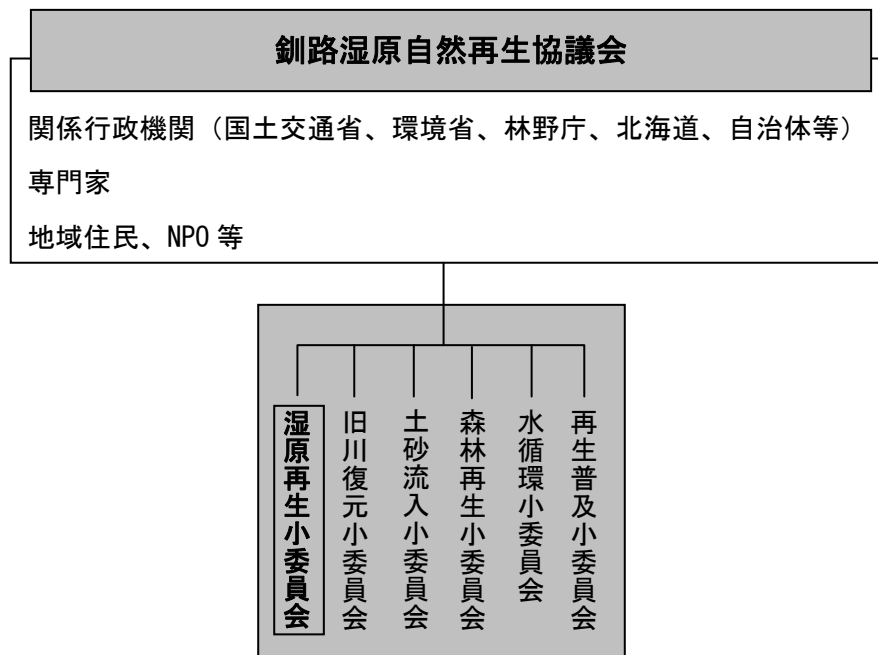 釧路湿原自然再生協議会
関係行政機関（国土交通省、環境省、林野庁、北海道、自治体等）
専門家
地域住民、NPO 等
湿原再生小委員会
旧川復元小委員会
土砂流入小委員会
森林再生小委員会
水循環小委員会
再生普及小委員会